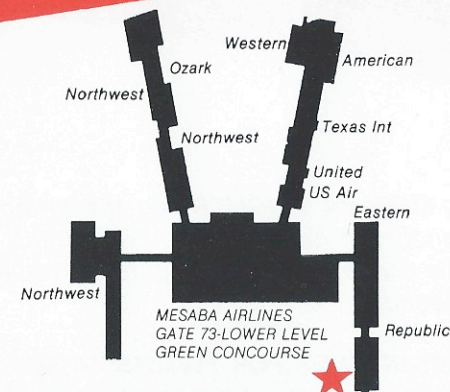 Western
American
Ozark
Northwest
Texas Int
Northwest
United
US Air
Eastern
Northwest
MESABA AIRLINES
GATE 73-LOWER LEVEL
GREEN CONCOURSE
Republic